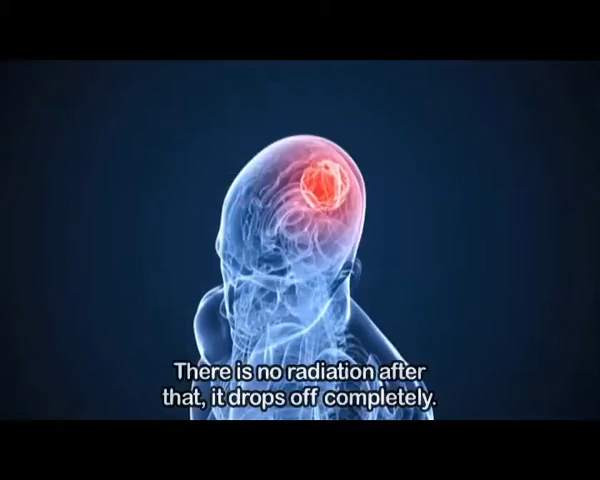 There is no radiation after
that, it drops off completely.